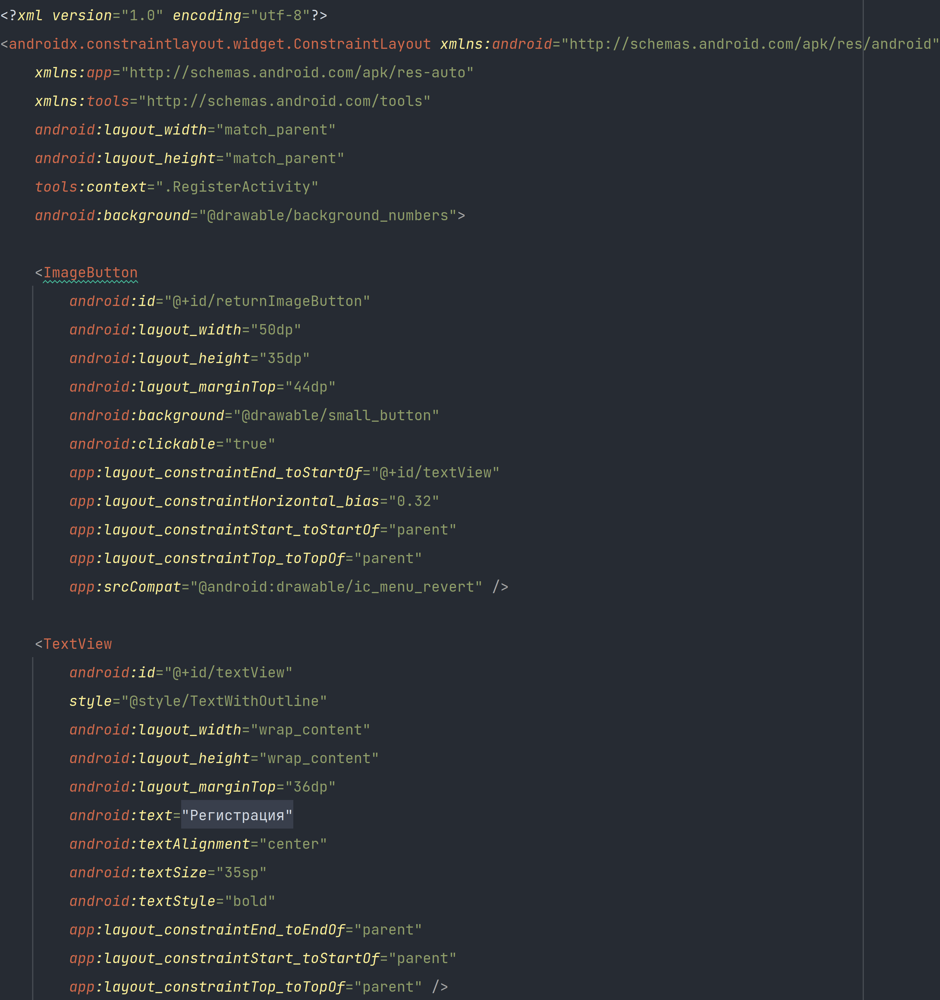 <?xml version="1.0" encoding="utf-8"?>
<androidx.constraintlayout.widget.ConstraintLayout xmlns:android="http://schemas.android.com/apk/res/android"
    xmlns:app="http://schemas.android.com/apk/res-auto"
    xmlns:tools="http://schemas.android.com/tools"
    android:layout_width="match_parent"
    android:layout_height="match_parent"
    tools:context=".RegisterActivity"
    android:background="@drawable/background_numbers">

    <ImageButton
        android:id="@+id/returnImageButton"
        android:layout_width="50dp"
        android:layout_height="35dp"
        android:layout_marginTop="44dp"
        android:background="@drawable/small_button"
        android:clickable="true"
        app:layout_constraintEnd_toStartOf="@+id/textView"
        app:layout_constraintHorizontal_bias="0.32"
        app:layout_constraintStart_toStartOf="parent"
        app:layout_constraintTop_toTopOf="parent"
        app:srcCompat="@android:drawable/ic_menu_revert" />

    <TextView
        android:id="@+id/textView"
        style="@style/TextWithOutline"
        android:layout_width="wrap_content"
        android:layout_height="wrap_content"
        android:layout_marginTop="36dp"
        android:text="Регистрация"
        android:textAlignment="center"
        android:textSize="35sp"
        android:textStyle="bold"
        app:layout_constraintEnd_toEndOf="parent"
        app:layout_constraintStart_toStartOf="parent"
        app:layout_constraintTop_toTopOf="parent" />